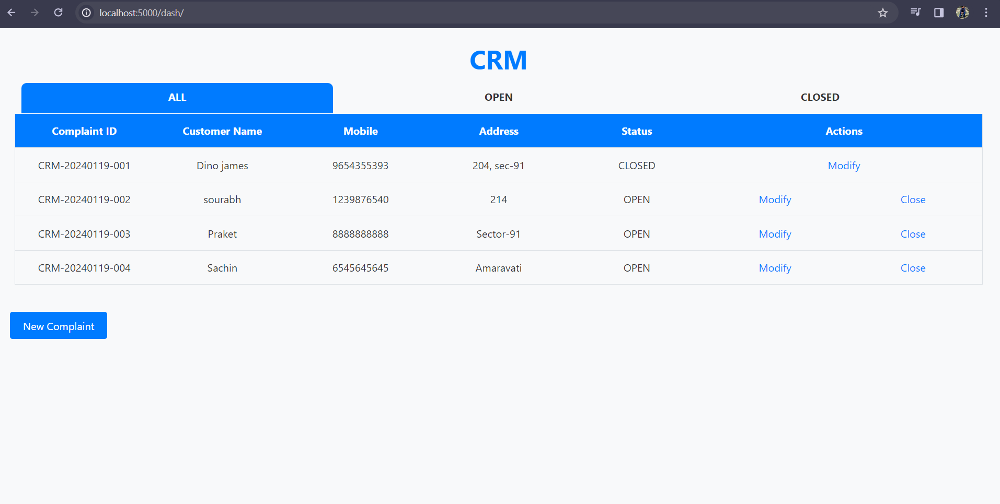 localhost:5000/dash/
CRM
ALL OPEN CLOSED
Complaint ID Customer Name Mobile Address Status Actions
CRM-20240119-001 Dino james 9654355393 204, sec-91 CLOSED Modify
CRM-20240119-002 sourabh 1239876540 214 OPEN Modify Close
CRM-20240119-003 Praket 8888888888 Sector-91 OPEN Modify Close
CRM-20240119-004 Sachin 6545645645 Amaravati OPEN Modify Close
New Complaint